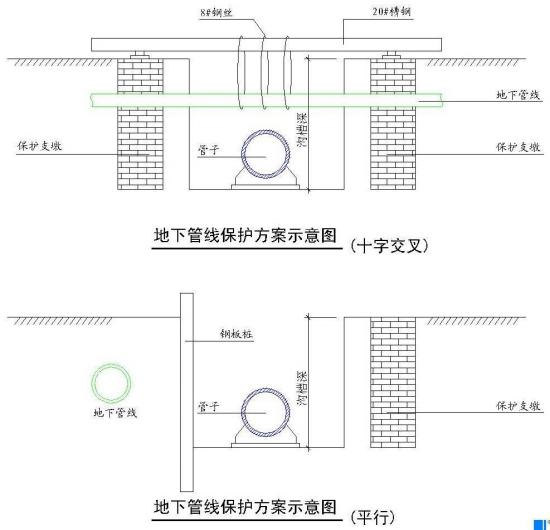 8#钢丝
20#槽钢
地下管线
保护支墩
管子
沟槽深
保护支墩
地下管线保护方案示意图
(十字交叉)
钢板桩
地下管线
管子
沟槽深
保护支墩
地下管线保护方案示意图
(平行)